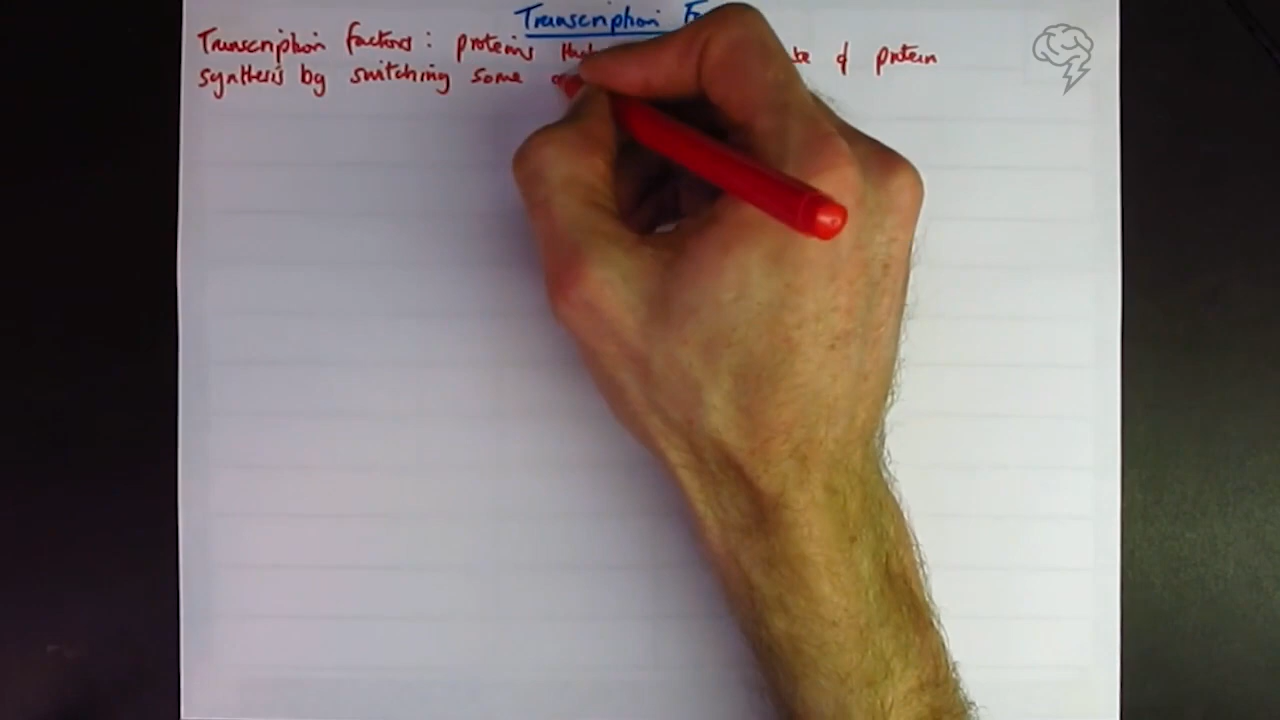 Transcription
Transcription factors: proteins of protein
synthesis by switching some